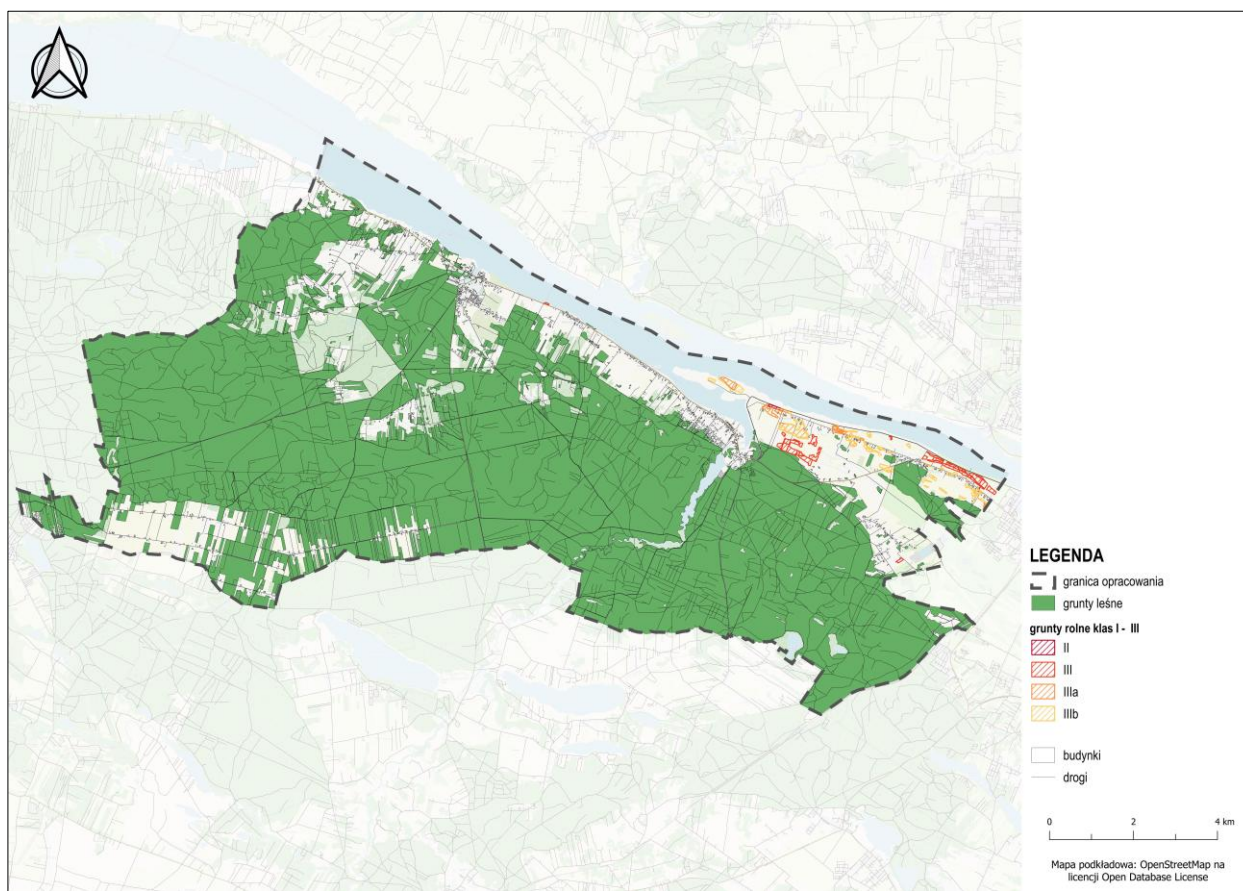 LEGENDA
granica opracowania
grunty leśne
grunty rolne klas I - III
II
III
IIIa
IIIb
budynki
drogi
0 2 4 km
Mapa podkładowa: OpenStreetMap na
licencji Open Database License